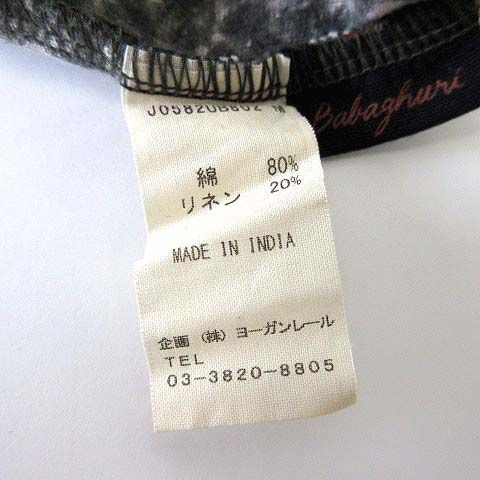 J05820B602 M
Babaghuri
綿 80%
リネン 20%
MADE IN INDIA
企画 (株) ヨーガンレール
TEL
03-3820-8805